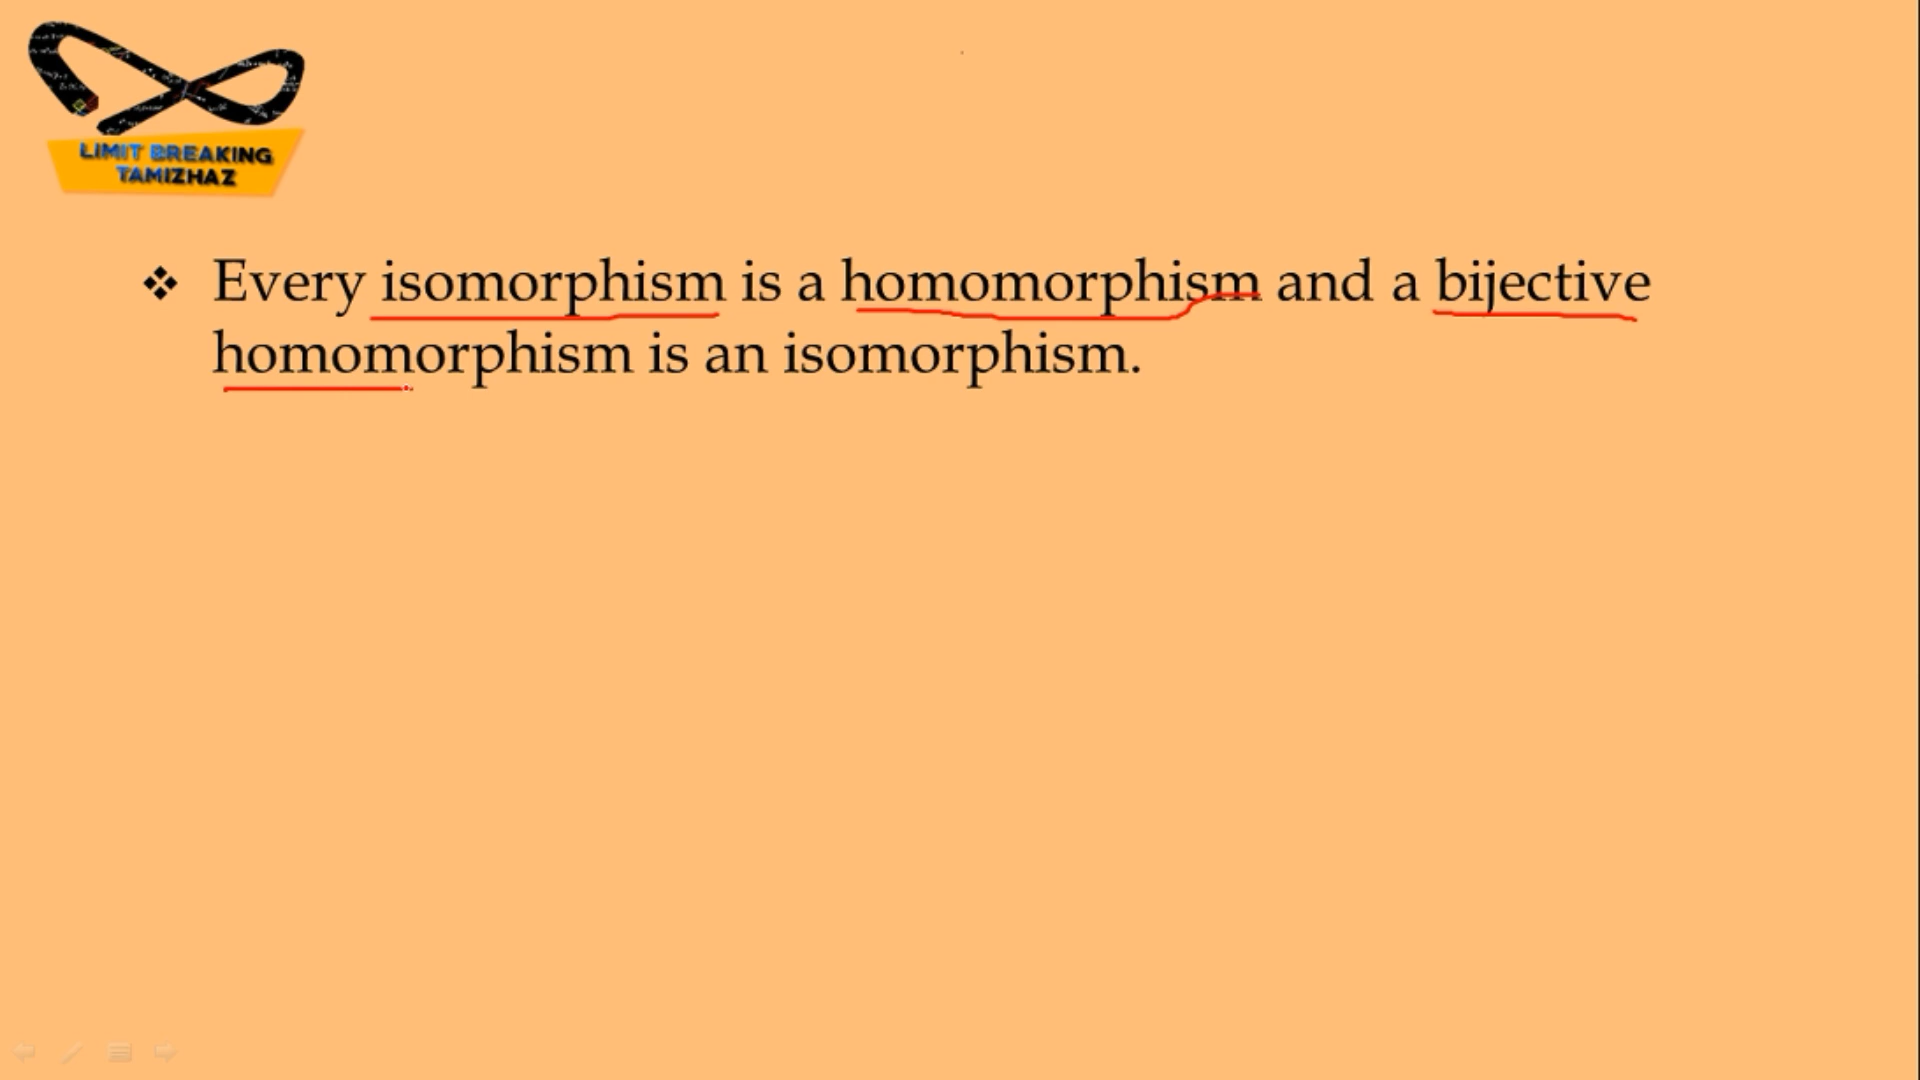 LIMIT BREAKING
TAMIZHAZ
❖ Every isomorphism is a homomorphism and a bijective
homomorphism is an isomorphism.